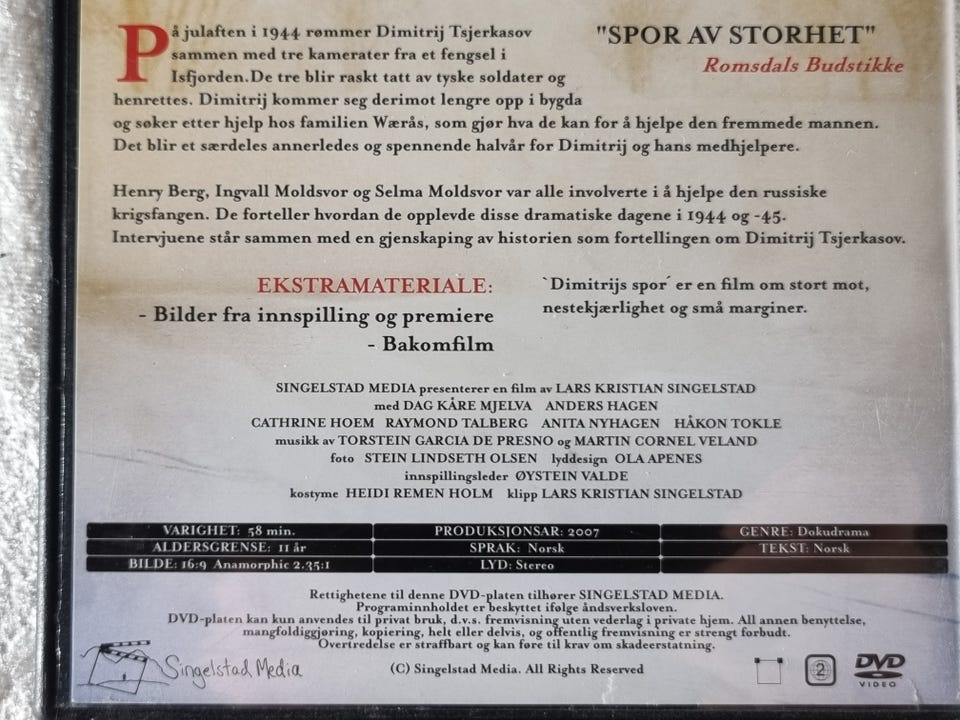 På julaften i 1944 rømmer Dimitrij Tsjerkasov
sammen med tre kamerater fra et fengsel i
Isfjorden.De tre blir raskt tatt av tyske soldater og
henrettes. Dimitrij kommer seg derimot lengre opp i bygda
og søker etter hjelp hos familien Wærås, som gjør hva de kan for å hjelpe den fremmede mannen.
Det blir et særdeles annerledes og spennende halvår for Dimitrij og hans medhjelpere.
"SPOR AV STORHET"
Romsdals Budstikke
Henry Berg, Ingvall Moldsvor og Selma Moldsvor var alle involverte i å hjelpe den russiske
krigsfangen. De forteller hvordan de opplevde disse dramatiske dagene i 1944 og -45.
Intervjuene står sammen med en gjenskaping av historien som fortellingen om Dimitrij Tsjerkasov.
EKSTRAMATERIALE:
- Bilder fra innspilling og premiere
- Bakomfilm
`Dimitrijs spor´ er en film om stort mot,
nestekjærlighet og små marginer.
SINGELSTAD MEDIA presenterer en film av LARS KRISTIAN SINGELSTAD
med DAG KÅRE MJELVA ANDERS HAGEN
CATHRINE HOEM RAYMOND TALBERG ANITA NYHAGEN HÅKON TOKLE
musikk av TORSTEIN GARCIA DE PRESNO og MARTIN CORNEL VELAND
foto STEIN LINDSETH OLSEN lyddesign OLA APENES
innspillingsleder ØYSTEIN VALDE
kostyme HEIDI REMEN HOLM klipp LARS KRISTIAN SINGELSTAD
VARIGHET: 58 min. PRODUKSJONSAR: 2007 GENRE: Dokudrama
ALDERSGRENSE: 11 år SPRAK: Norsk TEKST: Norsk
BILDE: 16:9 Anamorphic 2.35:1 LYD: Stereo
Rettighetene til denne DVD-platen tilhører SINGELSTAD MEDIA.
Programinnholdet er beskyttet ifølge åndsverksloven.
DVD-platen kan kun anvendes til privat bruk, d.v.s. fremvisning uten vederlag i private hjem. All annen benyttelse,
mangfoldiggjøring, kopiering, helt eller delvis, og offentlig fremvisning er strengt forbudt.
Overtredelse er straffbart og kan føre til krav om skadeerstatning.
Singelstad Media
(C) Singelstad Media. All Rights Reserved
2
DVD
VIDEO